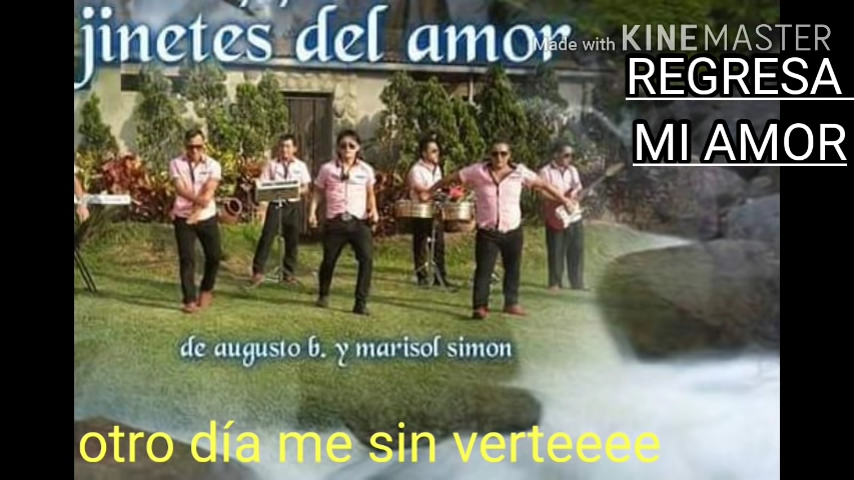 jinetes del amor
Made with KINEMASTER
REGRESA
MI AMOR
de augusto b. y marisol simon
otro día me sin verteeee